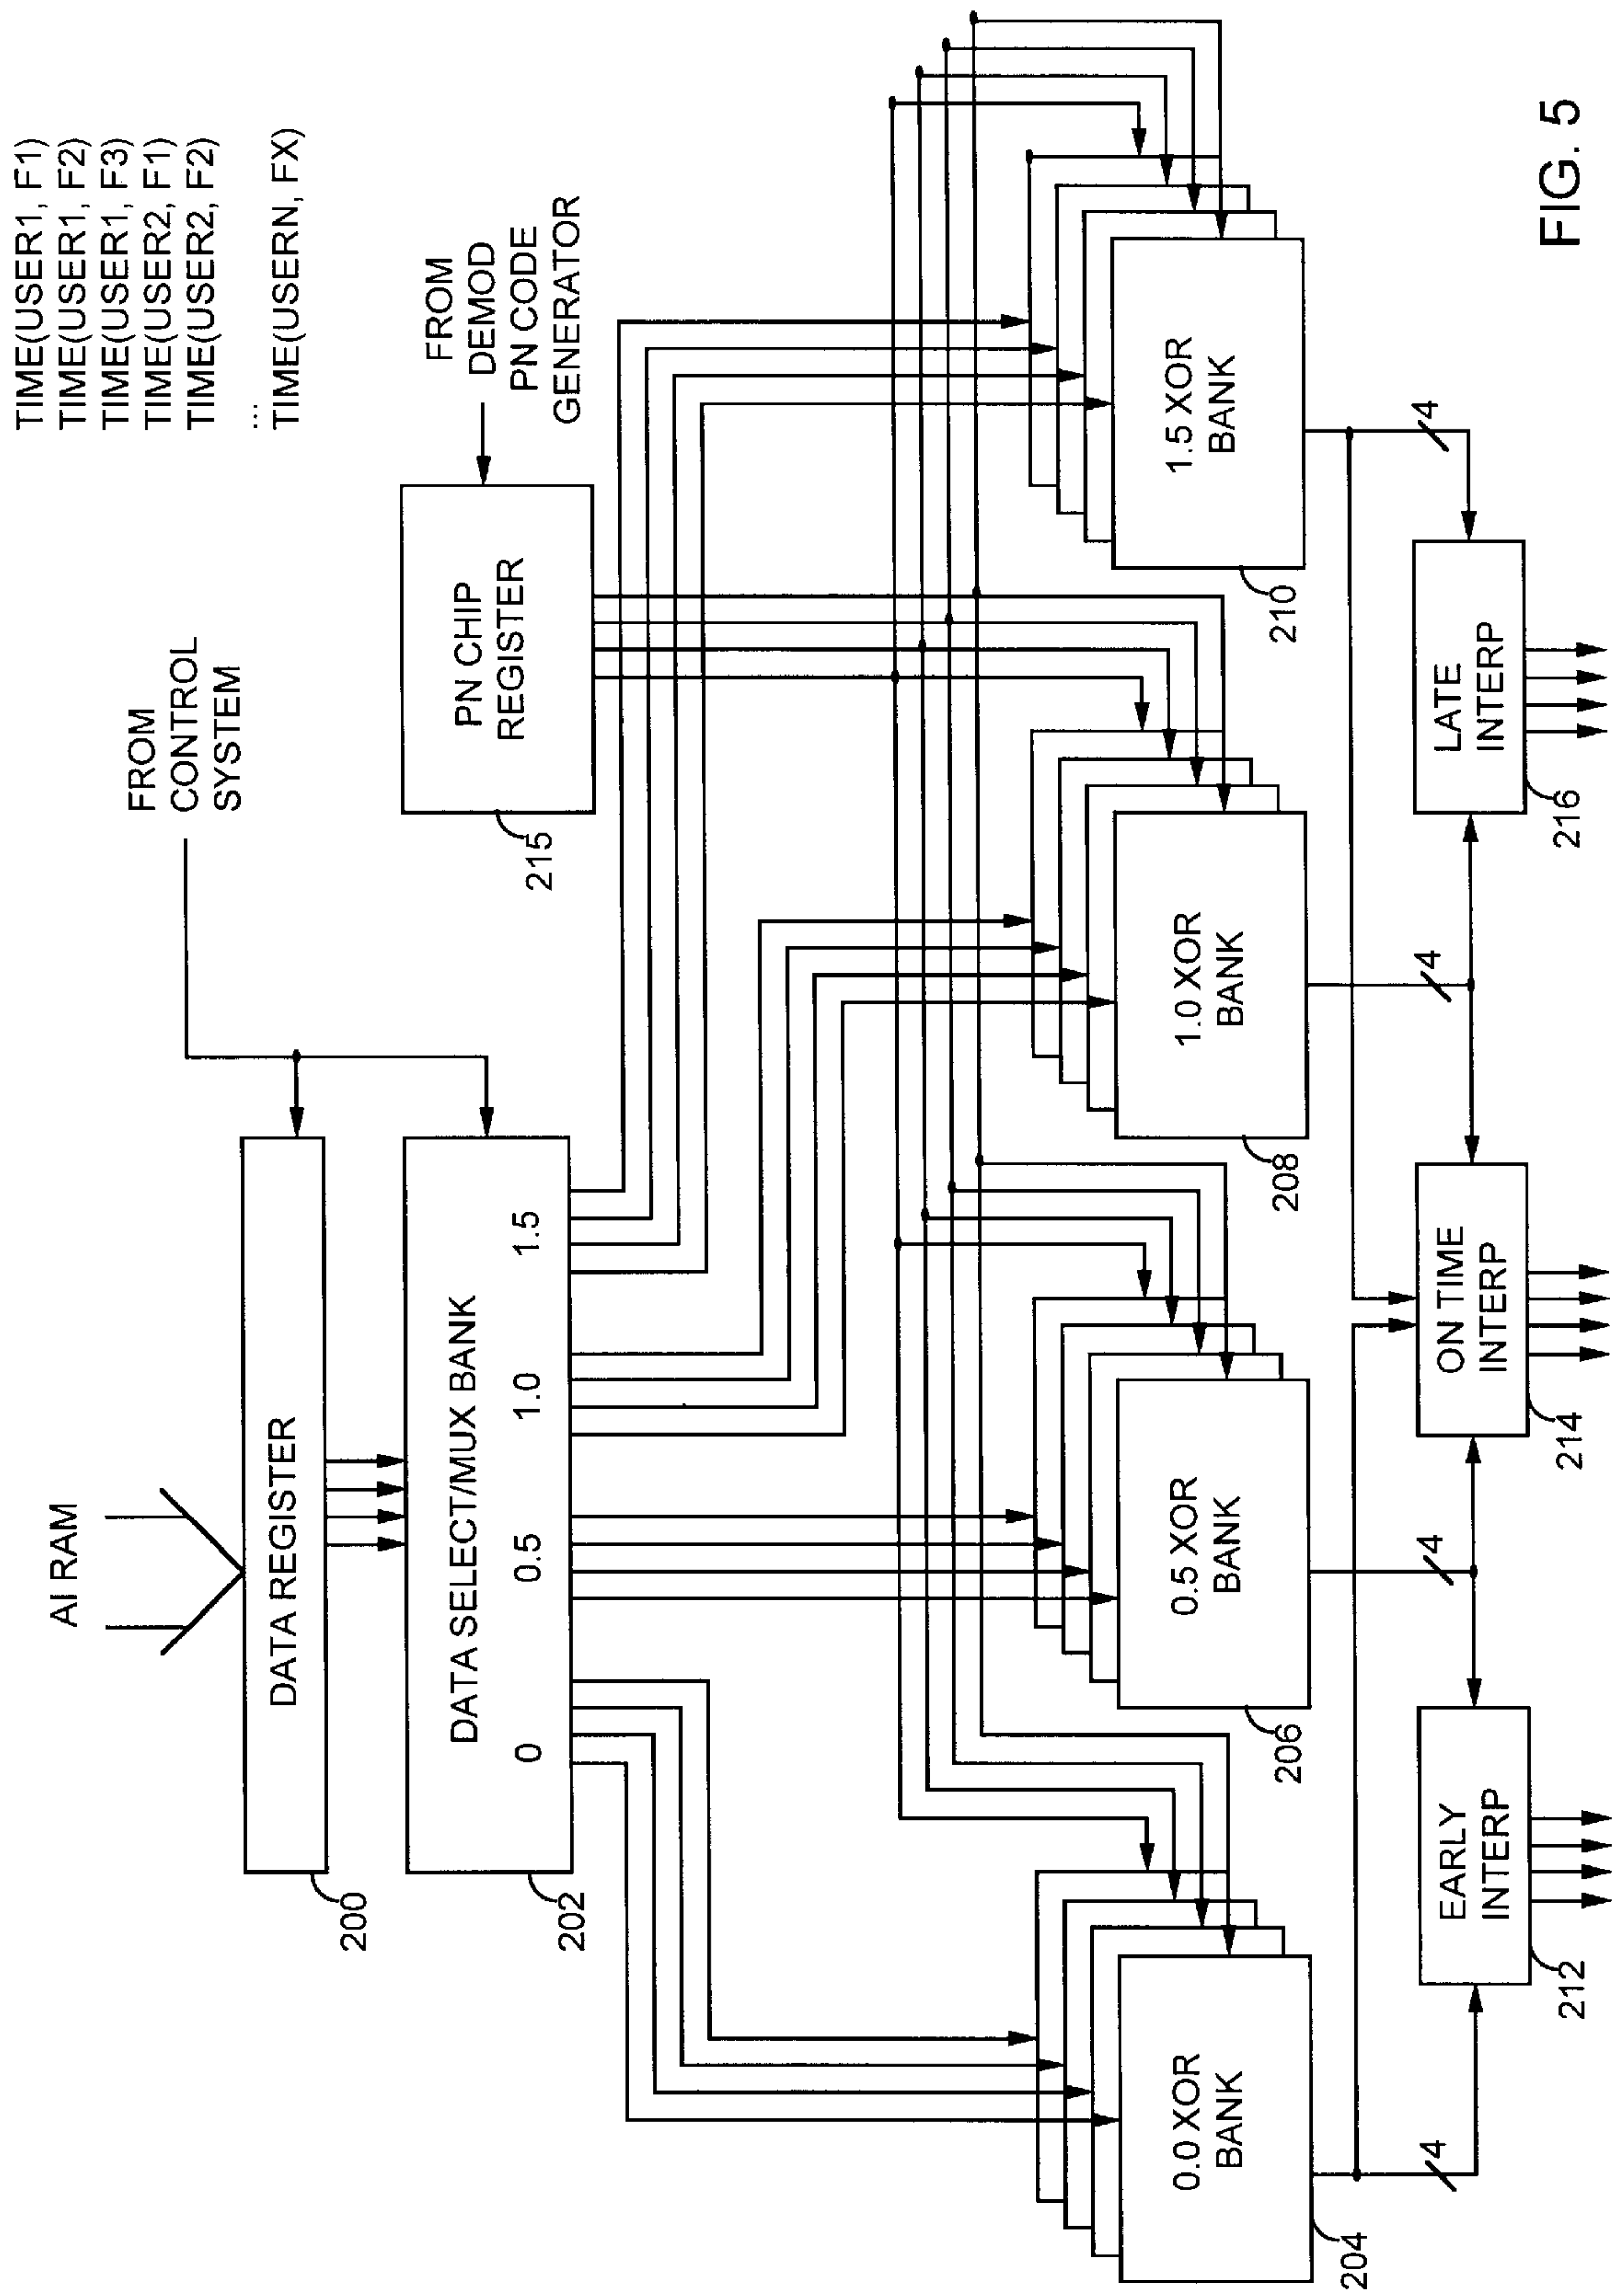 TIME(USER1, F1)
TIME(USER1, F2)
TIME(USER1, F3)
TIME(USER2, F1)
TIME(USER2, F2)
...
TIME(USERN, FX)
FROM
CONTROL
SYSTEM
FROM
DEMOD
PN CODE
GENERATOR
AI RAM
DATA REGISTER
200
DATA SELECT/MUX BANK
0
0.5
1.0
1.5
202
PN CHIP
REGISTER
215
0.0 XOR
BANK
204
0.5 XOR
BANK
206
1.0 XOR
BANK
208
1.5 XOR
BANK
210
4
4
4
4
EARLY
INTERP
212
ON TIME
INTERP
214
LATE
INTERP
216
FIG. 5